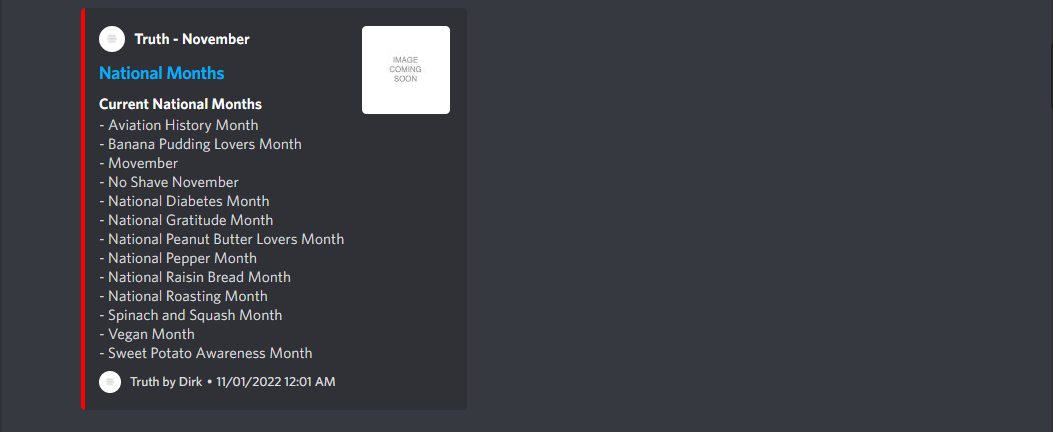 Truth - November
IMAGE
COMING
SOON
National Months
Current National Months
- Aviation History Month
- Banana Pudding Lovers Month
- Movember
- No Shave November
- National Diabetes Month
- National Gratitude Month
- National Peanut Butter Lovers Month
- National Pepper Month
- National Raisin Bread Month
- National Roasting Month
- Spinach and Squash Month
- Vegan Month
- Sweet Potato Awareness Month
Truth by Dirk • 11/01/2022 12:01 AM